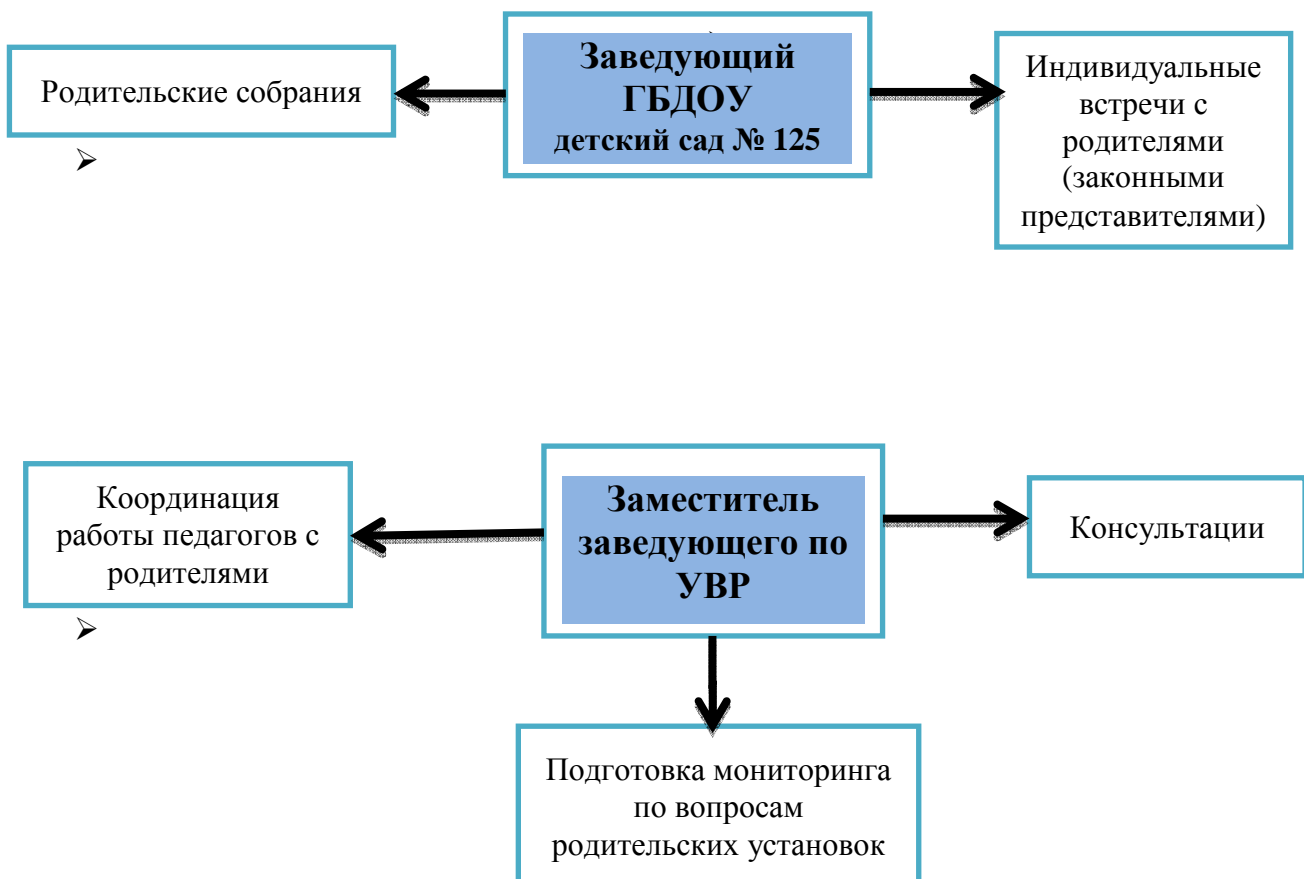 Родительские собрания
Заведующий
ГБДОУ
детский сад № 125
Индивидуальные
встречи с
родителями
(законными
представителями)
Координация
работы педагогов с
родителями
Заместитель
заведующего по
УВР
Консультации
Подготовка мониторинга
по вопросам
родительских установок